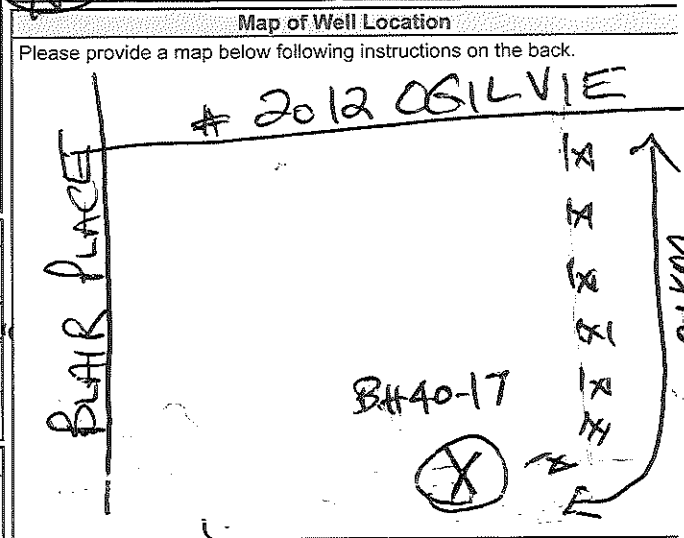 Map of Well Location
Please provide a map below following instructions on the back.
# 2012 OGILVIE
BLAIR PLACE
BH40-17
X